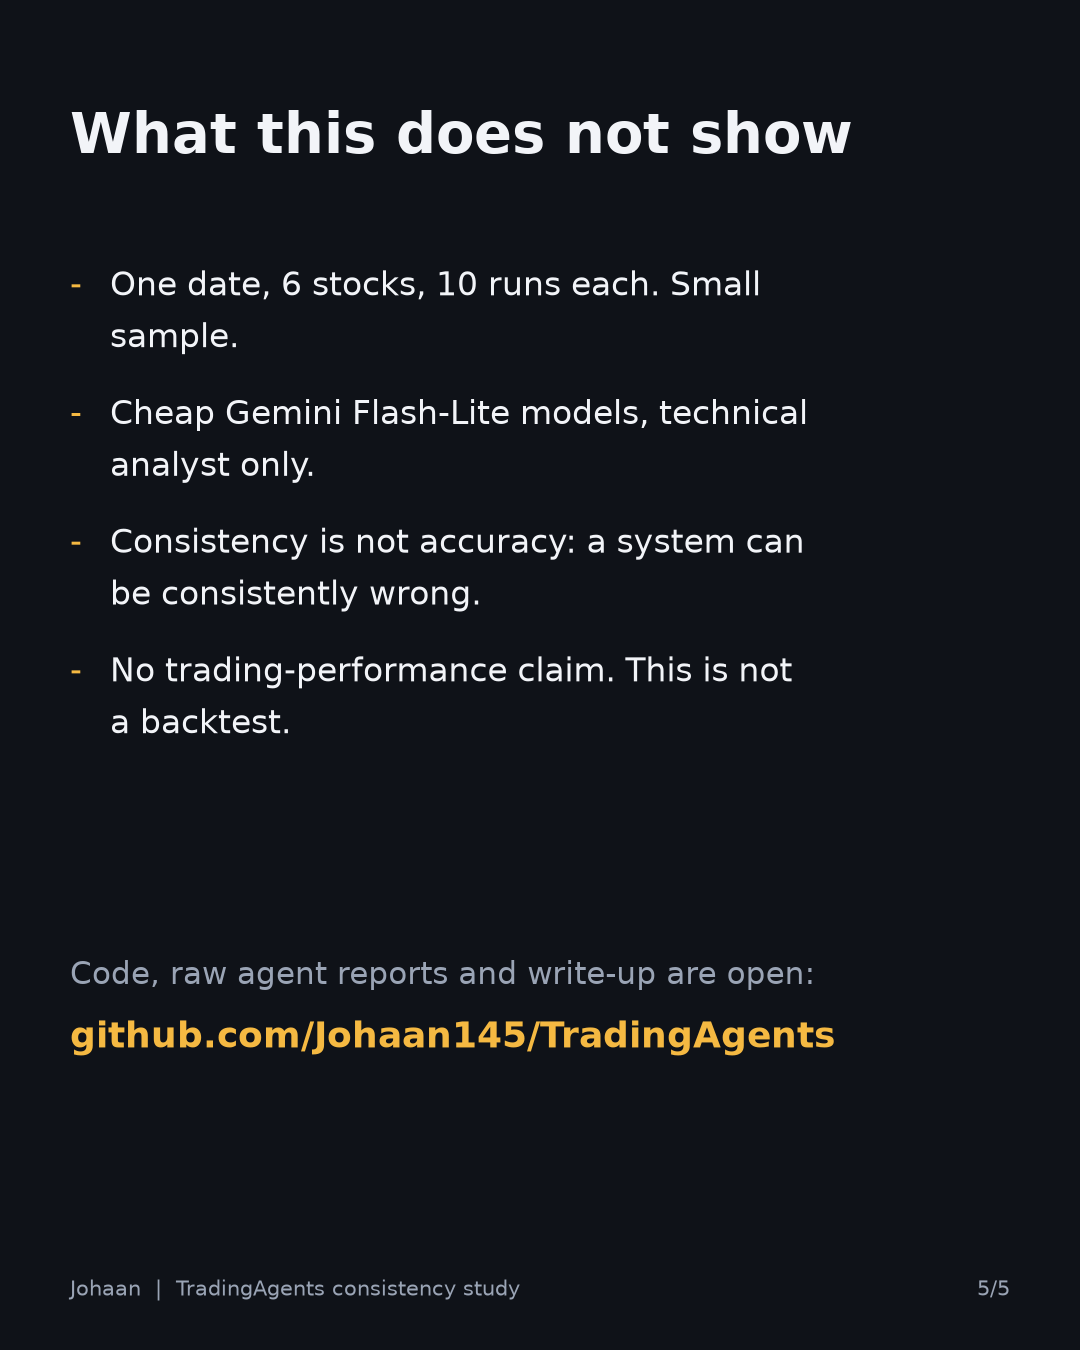 What this does not show
- One date, 6 stocks, 10 runs each. Small
sample.
- Cheap Gemini Flash-Lite models, technical
analyst only.
- Consistency is not accuracy: a system can
be consistently wrong.
- No trading-performance claim. This is not
a backtest.
Code, raw agent reports and write-up are open:
github.com/Johaan145/TradingAgents
Johaan | TradingAgents consistency study 5/5